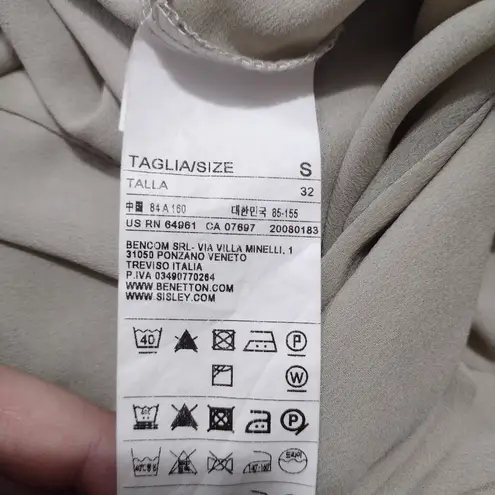 TAGLIA/SIZE S
TALLA 32
中國 84 A 160 대한민국 85-155
US RN 64961 CA 07697 20080183
BENCOM SRL- VIA VILLA MINELLI, 1
31050 PONZANO VENETO
TREVISO ITALIA
P.IVA 03490770264
WWW.BENETTON.COM
WWW.SISLEY.COM
40 P
W
P